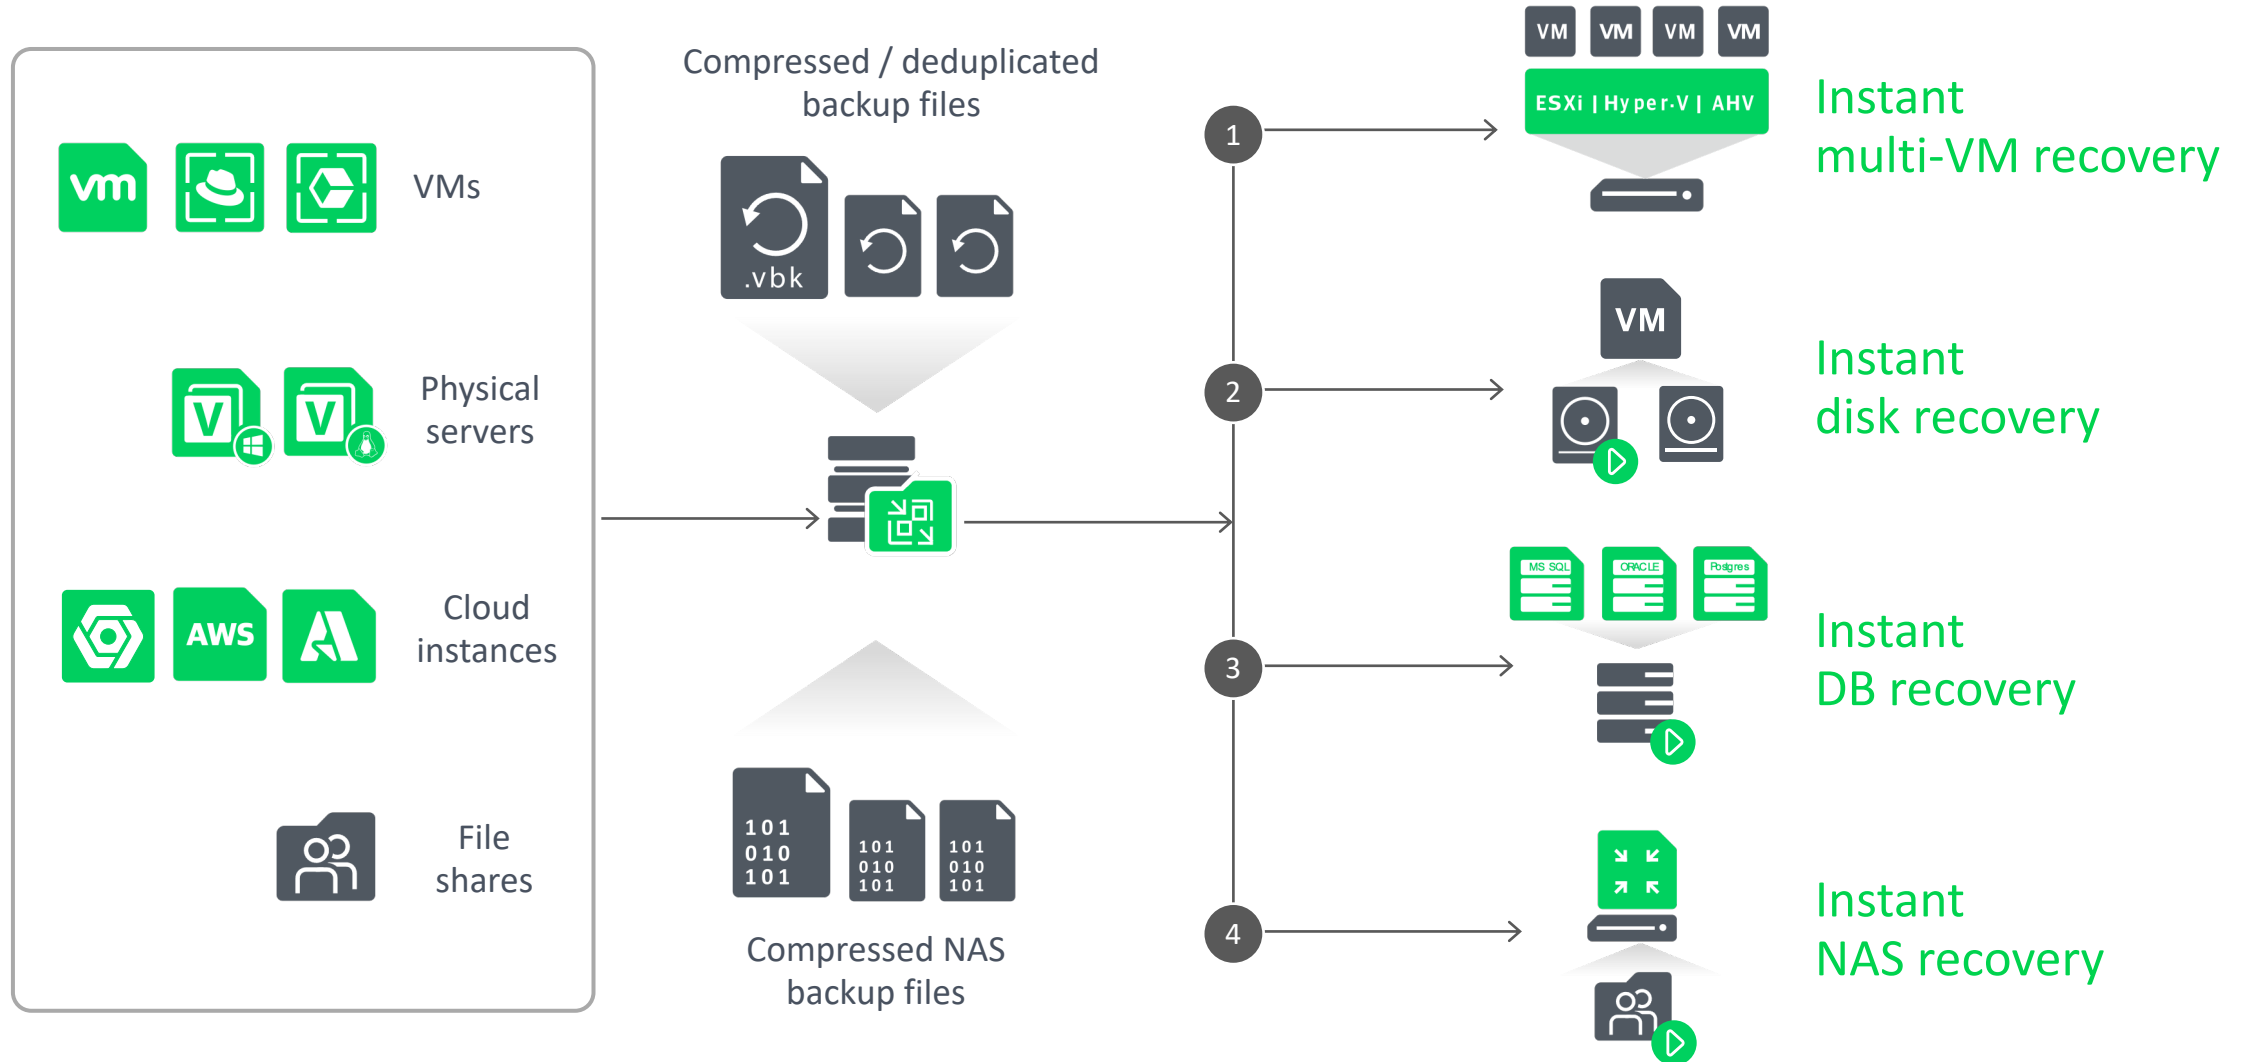 VMs
Physical
servers
Cloud
instances
File
shares
vm
V
V
AWS
Compressed / deduplicated
backup files
.vbk
101
010
101
101
010
101
101
010
101
Compressed NAS
backup files
1
2
3
4
VM VM VM VM
ESXi | Hyper-V | AHV
Instant
multi-VM recovery
VM
Instant
disk recovery
MS SQL
ORACLE
Postgres
Instant
DB recovery
Instant
NAS recovery